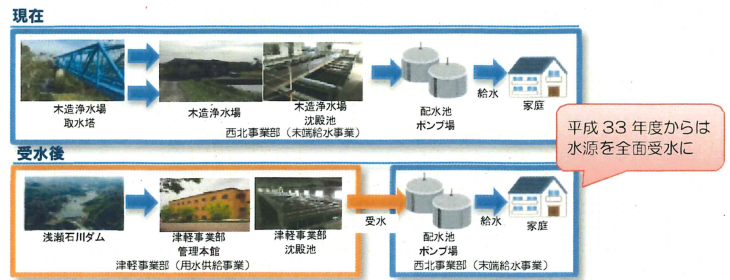 現在
木造浄水場
取水塔
木造浄水場
木造浄水場
沈殿池
配水池
ポンプ場
給水
家庭
西北事業部（末端給水事業）
平成33年度からは
水源を全面受水に
受水後
浅瀬石川ダム
津軽事業部
管理本館
津軽事業部
沈殿池
津軽事業部（用水供給事業）
受水
配水池
ポンプ場
給水
家庭
西北事業部（末端給水事業）